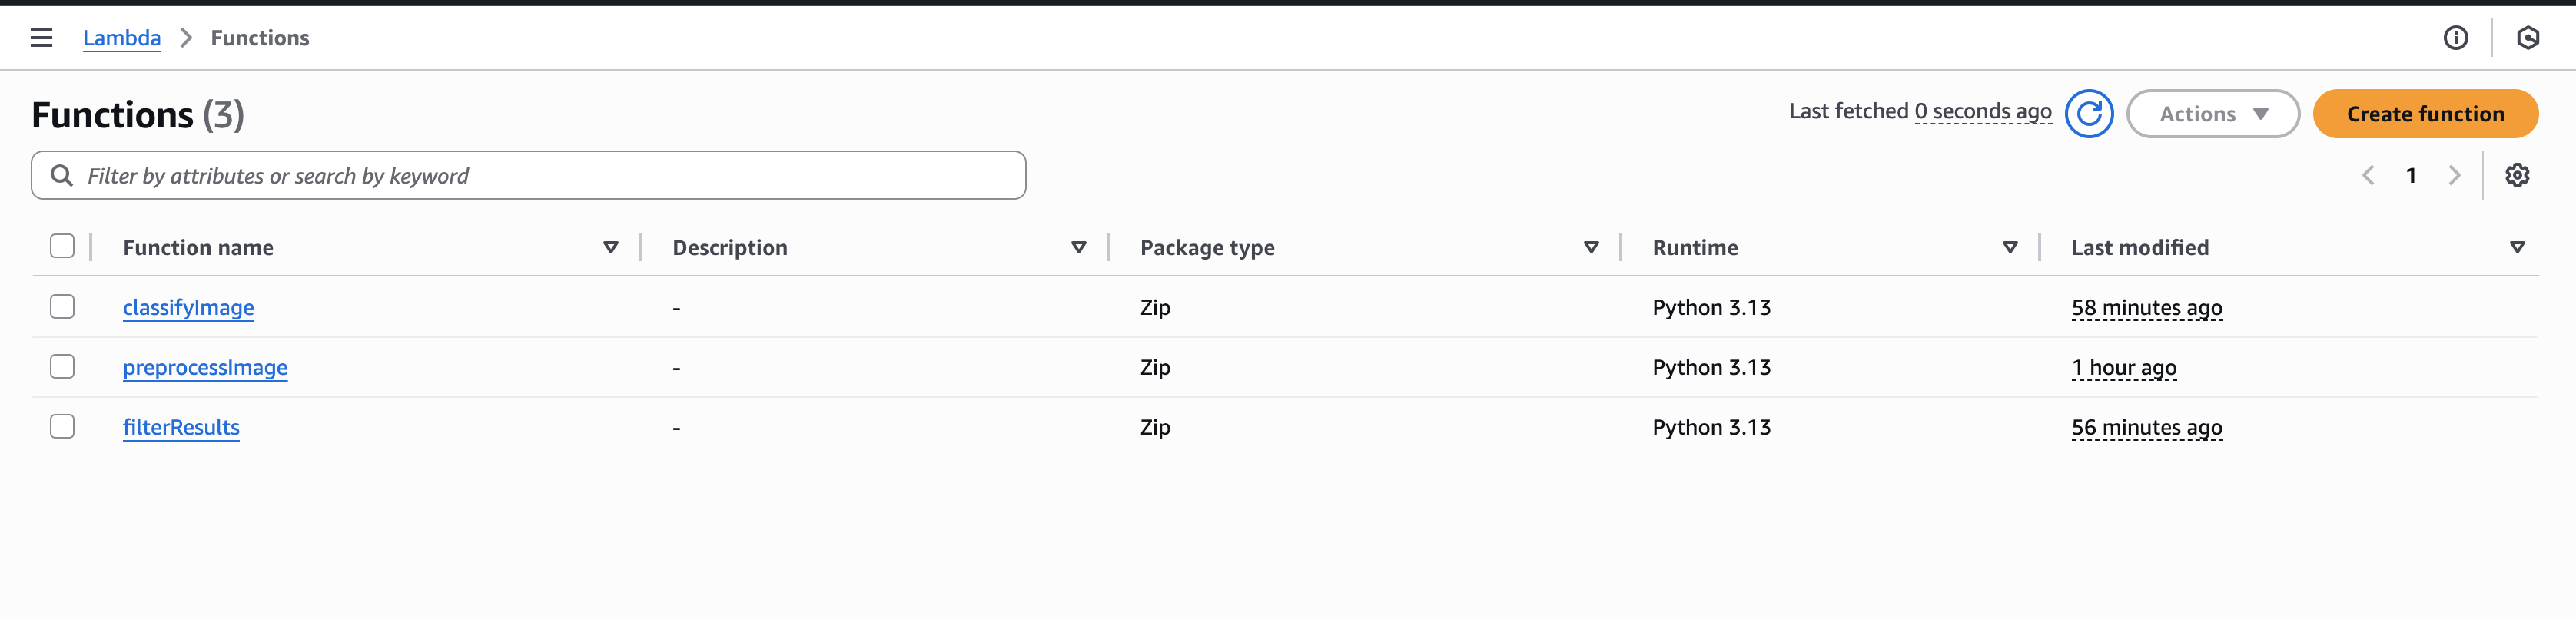 Lambda > Functions
Functions (3)
Last fetched 0 seconds ago Actions Create function
Filter by attributes or search by keyword 1
Function name Description Package type Runtime Last modified
classifyImage - Zip Python 3.13 58 minutes ago
preprocessImage - Zip Python 3.13 1 hour ago
filterResults - Zip Python 3.13 56 minutes ago